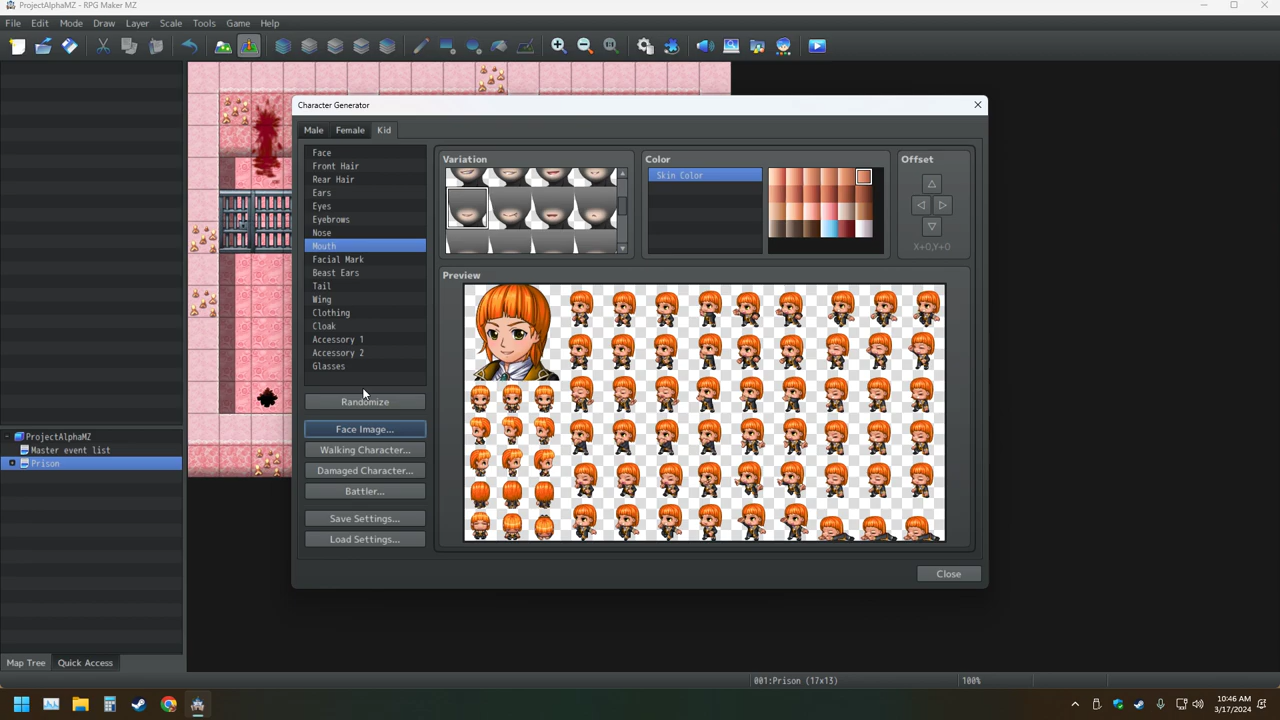 ProjectAlphaMZ - RPG Maker MZ
File Edit Mode Draw Layer Scale Tools Game Help
Character Generator
Male Female Kid
Face
Front Hair
Rear Hair
Ears
Eyes
Eyebrows
Nose
Mouth
Facial Mark
Beast Ears
Tail
Wing
Clothing
Cloak
Accessory 1
Accessory 2
Glasses
Randomize
Face Image...
Walking Character...
Damaged Character...
Battler...
Save Settings...
Load Settings...
Variation
Color
Skin Color
Offset
X+0,Y+0
Preview
Close
ProjectAlphaMZ
Master event list
Prison
Map Tree Quick Access
001:Prison (17x13) 100%
10:46 AM
3/17/2024